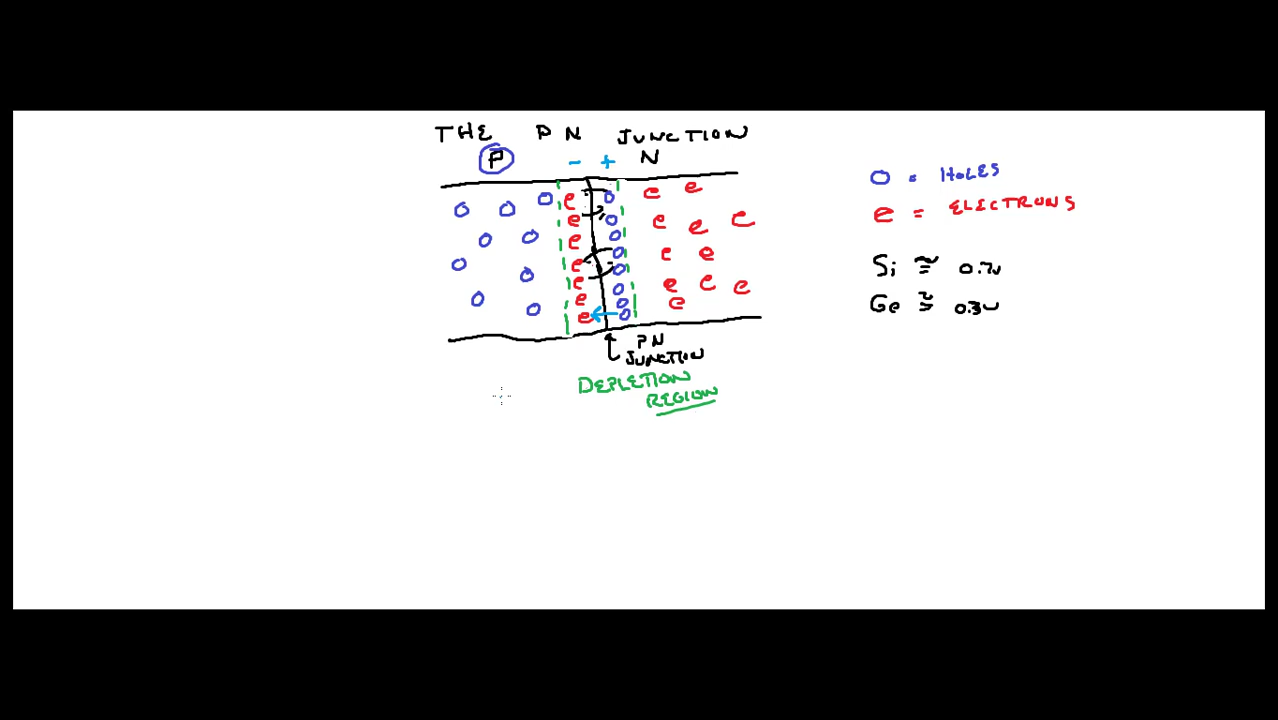 THE PN JUNCTION
P - + N
e e e
e e e e
e e e
e e e e
e e
e
PN
JUNCTION
DEPLETION
REGION
O = HOLES
e = ELECTRONS
Si ≅ 0.7v
Ge ≅ 0.3v